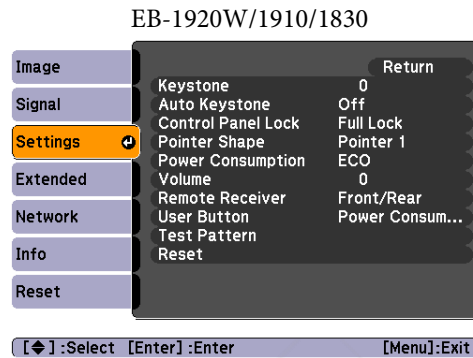 EB-1920W/1910/1830
Image
Signal
Settings
Extended
Network
Info
Reset
Return
Keystone 0
Auto Keystone Off
Control Panel Lock Full Lock
Pointer Shape Pointer 1
Power Consumption ECO
Volume 0
Remote Receiver Front/Rear
User Button Power Consum...
Test Pattern
Reset
[◆] :Select [Enter] :Enter [Menu]:Exit